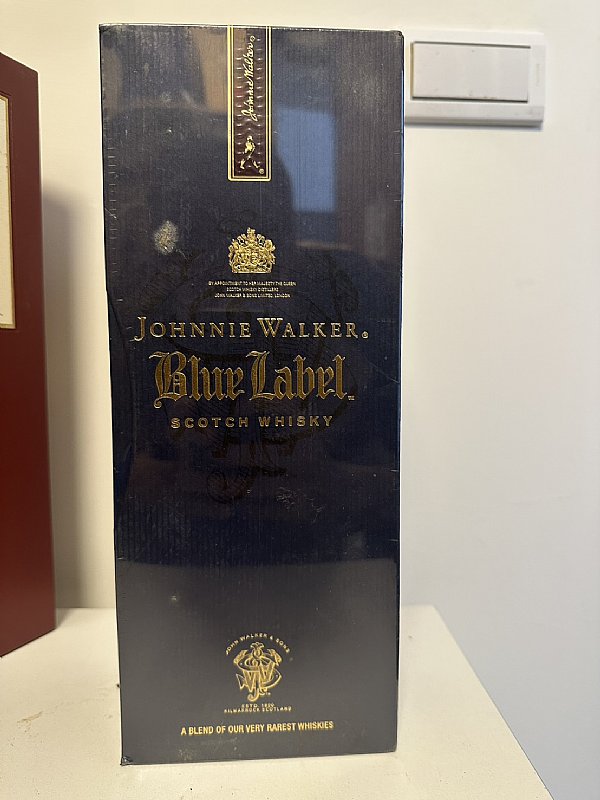 Johnnie Walker
®
BY APPOINTMENT TO HER MAJESTY THE QUEEN
SCOTCH WHISKY DISTILLERS
JOHN WALKER & SONS LIMITED, LONDON
JOHNNIE WALKER®
Blue Label™
SCOTCH WHISKY
JOHN WALKER & SONS
ESTD. 1820
KILMARNOCK SCOTLAND
A BLEND OF OUR VERY RAREST WHISKIES